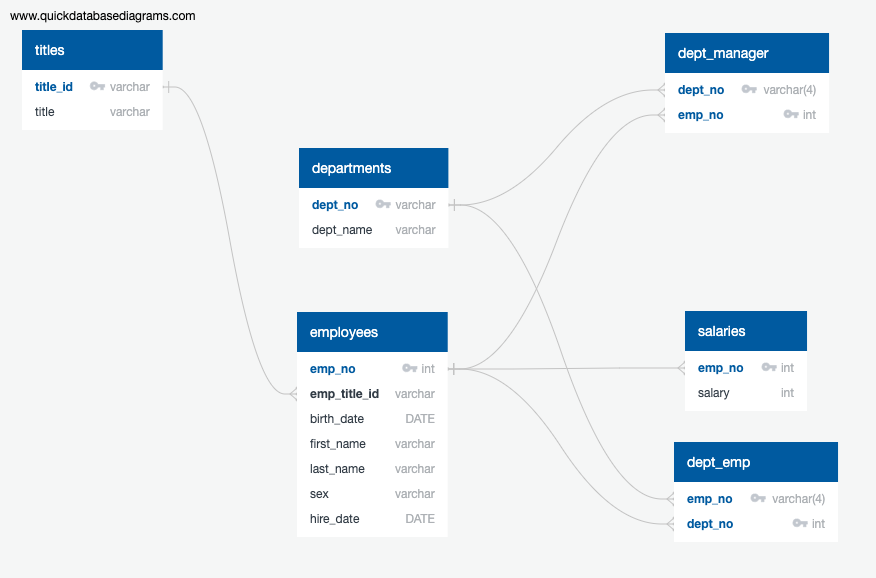 www.quickdatabasediagrams.com
titles
title_id varchar
title varchar
departments
dept_no varchar
dept_name varchar
employees
emp_no int
emp_title_id varchar
birth_date DATE
first_name varchar
last_name varchar
sex varchar
hire_date DATE
dept_manager
dept_no varchar(4)
emp_no int
salaries
emp_no int
salary int
dept_emp
emp_no varchar(4)
dept_no int